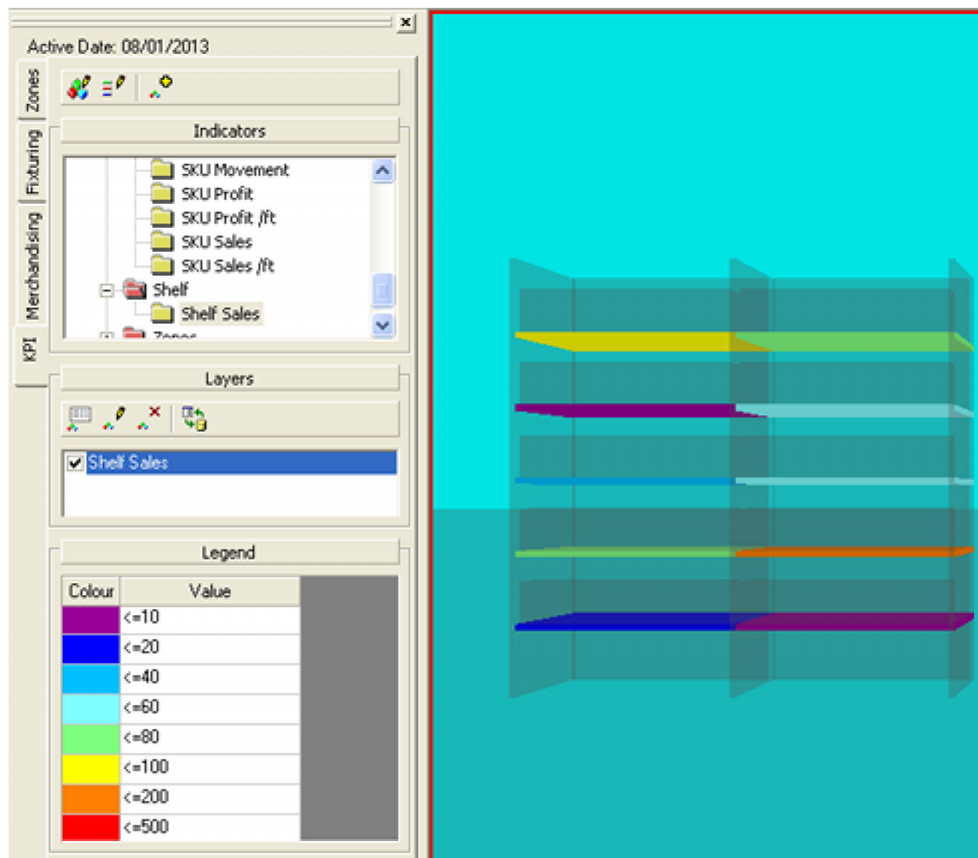 Active Date: 08/01/2013
Zones
Fixturing
Merchandising
KPI
Indicators
SKU Movement
SKU Profit
SKU Profit /ft
SKU Sales
SKU Sales /ft
Shelf
Shelf Sales
Zones
Layers
Shelf Sales
Legend
Colour Value
<=10
<=20
<=40
<=60
<=80
<=100
<=200
<=500